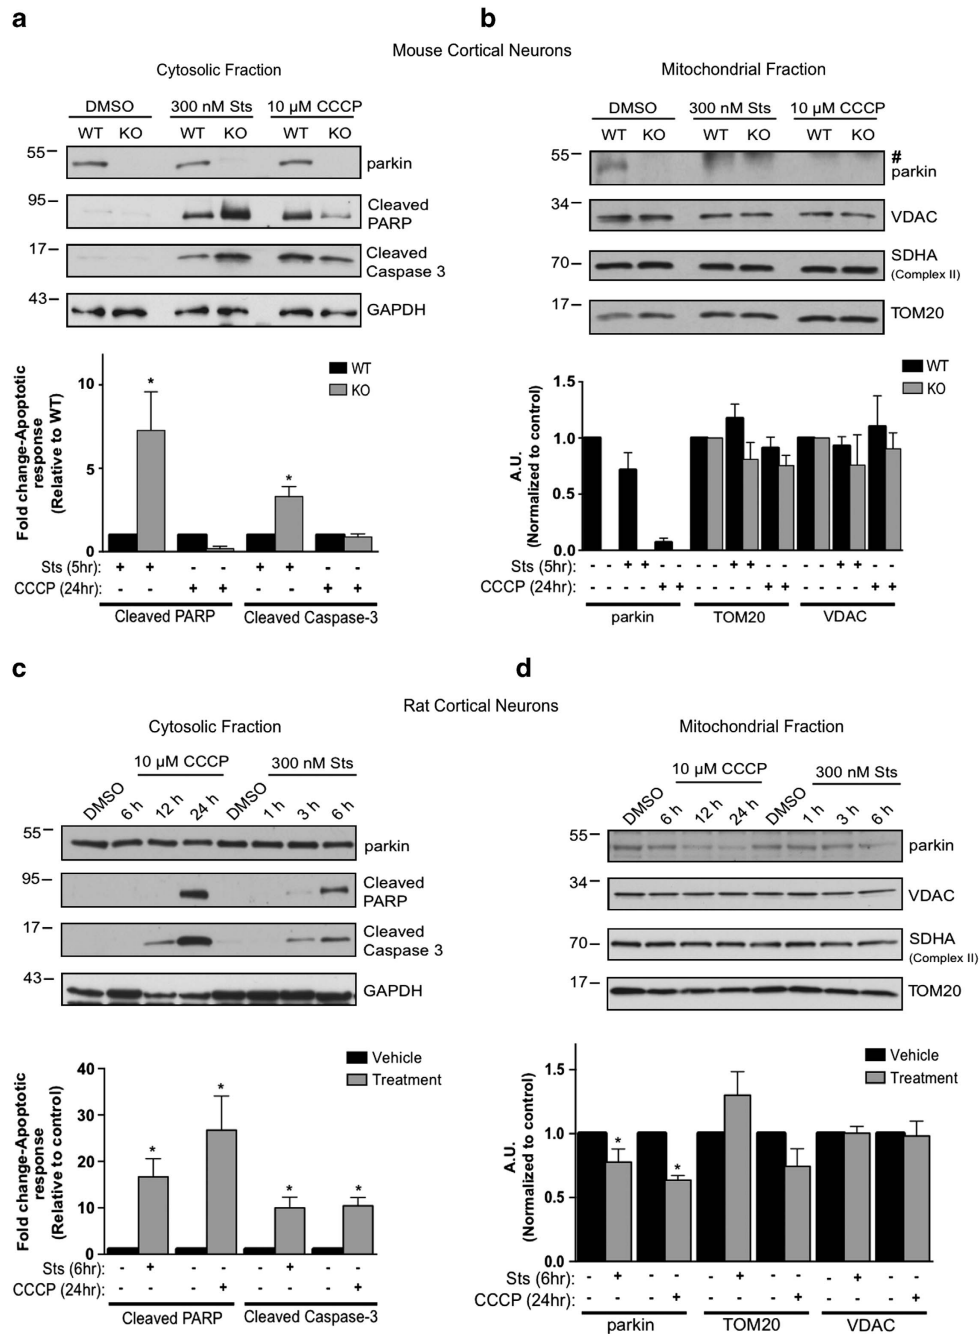 a
b
Mouse Cortical Neurons
Cytosolic Fraction
DMSO 300 nM Sts 10 µM CCCP
WT KO WT KO WT KO
55 parkin
95 Cleaved PARP
17 Cleaved Caspase 3
43 GAPDH
WT
KO
Fold change-Apoptotic
response
(Relative to WT)
10
5
0
* *
Sts (5hr): + + - - + + - -
CCCP (24hr): - - + + - - + +
Cleaved PARP Cleaved Caspase-3
Mitochondrial Fraction
DMSO 300 nM Sts 10 µM CCCP
WT KO WT KO WT KO
55 # parkin
34 VDAC
70 SDHA (Complex II)
17 TOM20
WT
KO
A.U.
(Normalized to control)
1.5
1.0
0.5
0.0
Sts (5hr): - - + + - - - - + + - - - - + + - -
CCCP (24hr): - - - - + + - - - - + + - - - - + +
parkin TOM20 VDAC
c
d
Rat Cortical Neurons
Cytosolic Fraction
10 µM CCCP 300 nM Sts
DMSO 6 h 12 h 24 h DMSO 1 h 3 h 6 h
55 parkin
95 Cleaved PARP
17 Cleaved Caspase 3
43 GAPDH
Vehicle
Treatment
Fold change-Apoptotic
response
(Relative to control)
40
30
20
10
0
* * * *
Sts (6hr): - + - - - + - -
CCCP (24hr): - - - + - - - +
Cleaved PARP Cleaved Caspase-3
Mitochondrial Fraction
10 µM CCCP 300 nM Sts
DMSO 6 h 12 h 24 h DMSO 1 h 3 h 6 h
55 parkin
34 VDAC
70 SDHA (Complex II)
17 TOM20
Vehicle
Treatment
A.U.
(Normalized to control)
1.5
1.0
0.5
0.0
* *
Sts (6hr): - + - - - + - - - + - -
CCCP (24hr): - - - + - - - + - - - +
parkin TOM20 VDAC